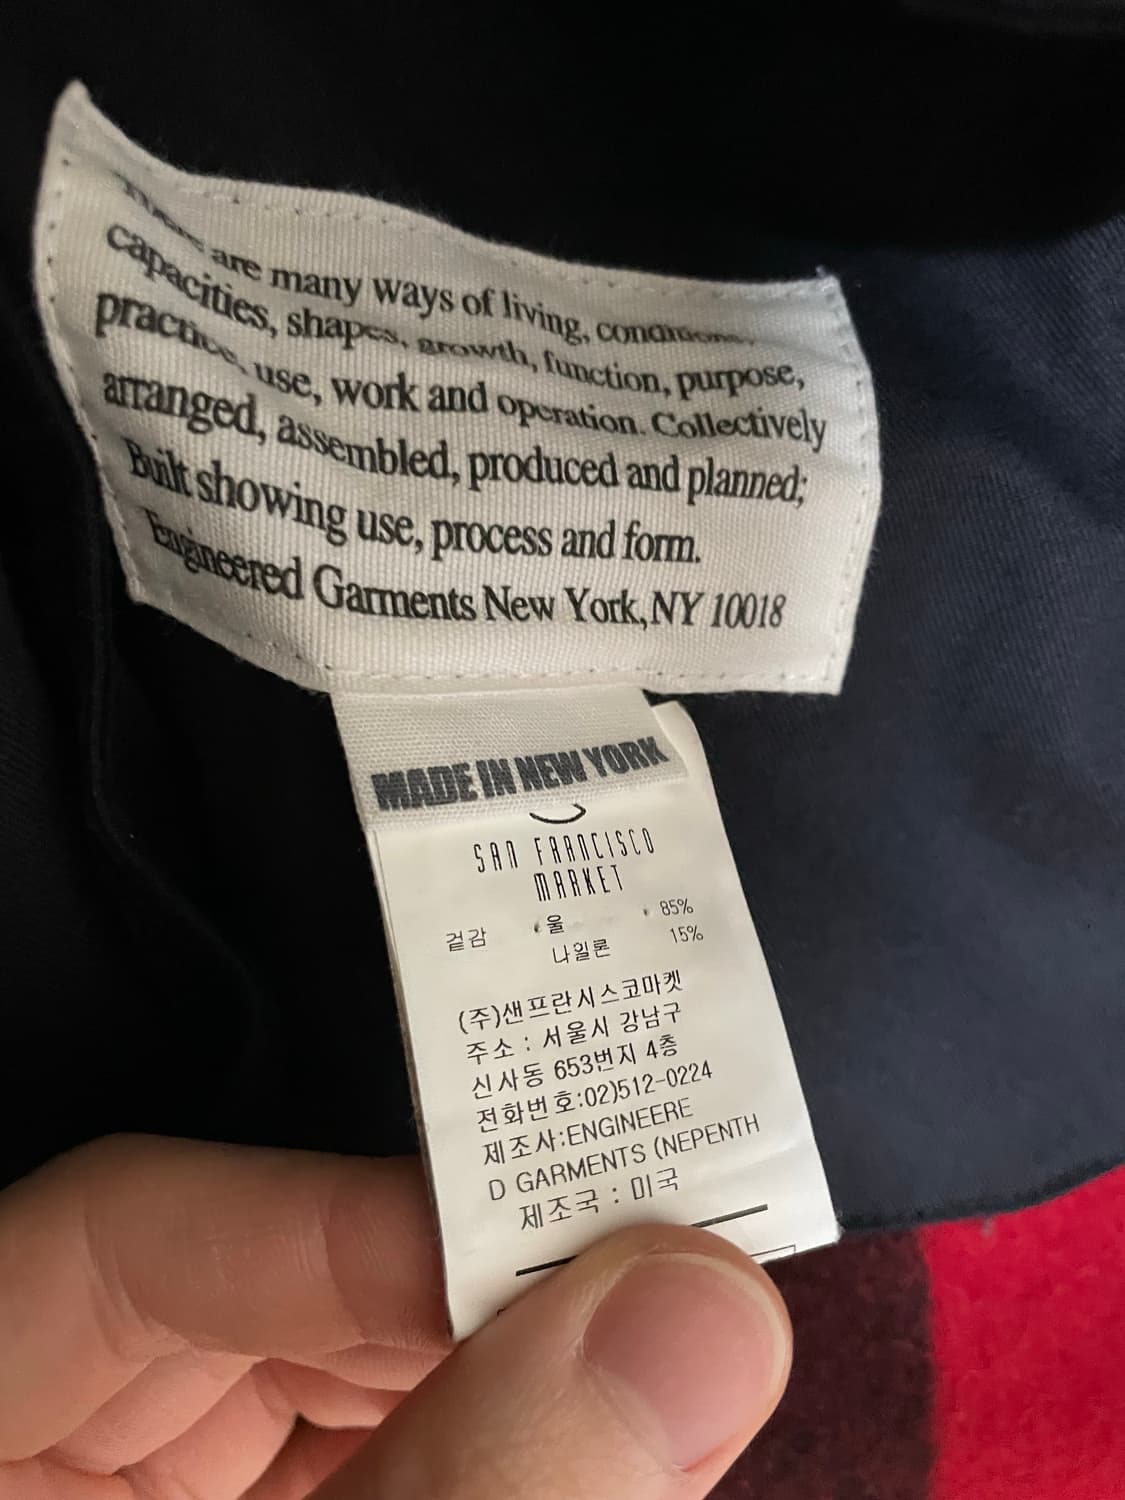 There are many ways of living, conditions,
capacities, shapes, growth, function, purpose,
practice, use, work and operation. Collectively
arranged, assembled, produced and planned;
Built showing use, process and form.
Engineered Garments New York, NY 10018
MADE IN NEW YORK
SAN FRANCISCO
MARKET
겉감 울 85%
나일론 15%
(주)샌프란시스코마켓
주소 : 서울시 강남구
신사동 653번지 4층
전화번호:02)512-0224
제조사:ENGINEERE
D GARMENTS (NEPENTH
제조국 : 미국